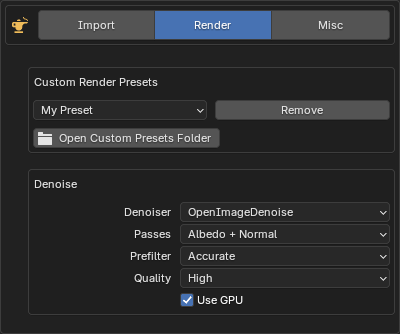 Import Render Misc
Custom Render Presets
My Preset Remove
Open Custom Presets Folder
Denoise
Denoiser OpenImageDenoise
Passes Albedo + Normal
Prefilter Accurate
Quality High
Use GPU